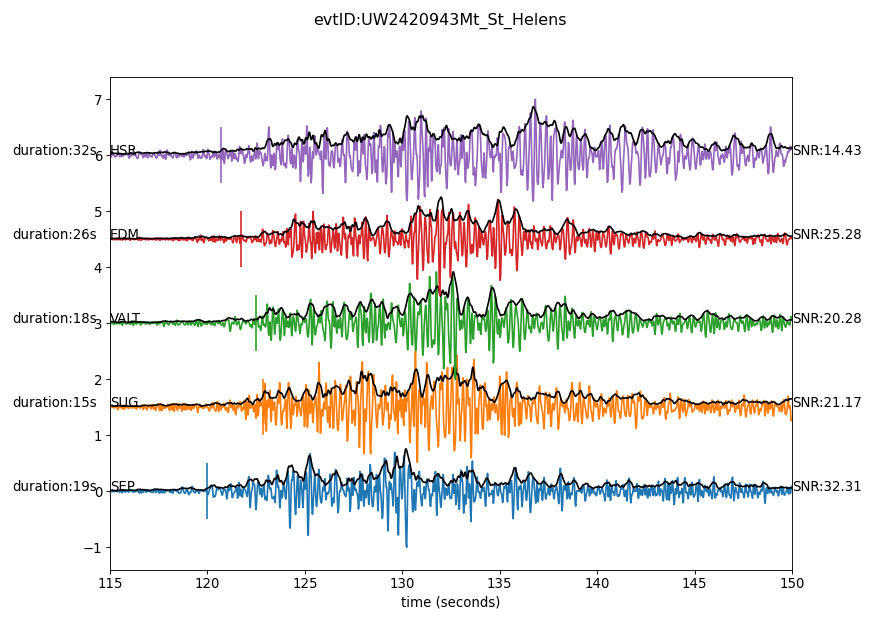 evtID:UW2420943Mt_St_Helens
7
duration:32s HSR SNR:14.43
6
5
duration:26s EDM SNR:25.28
4
duration:18s VALT SNR:20.28
3
2
duration:15s SUG SNR:21.17
1
duration:19s SEP SNR:32.31
0
−1
115 120 125 130 135 140 145 150
time (seconds)